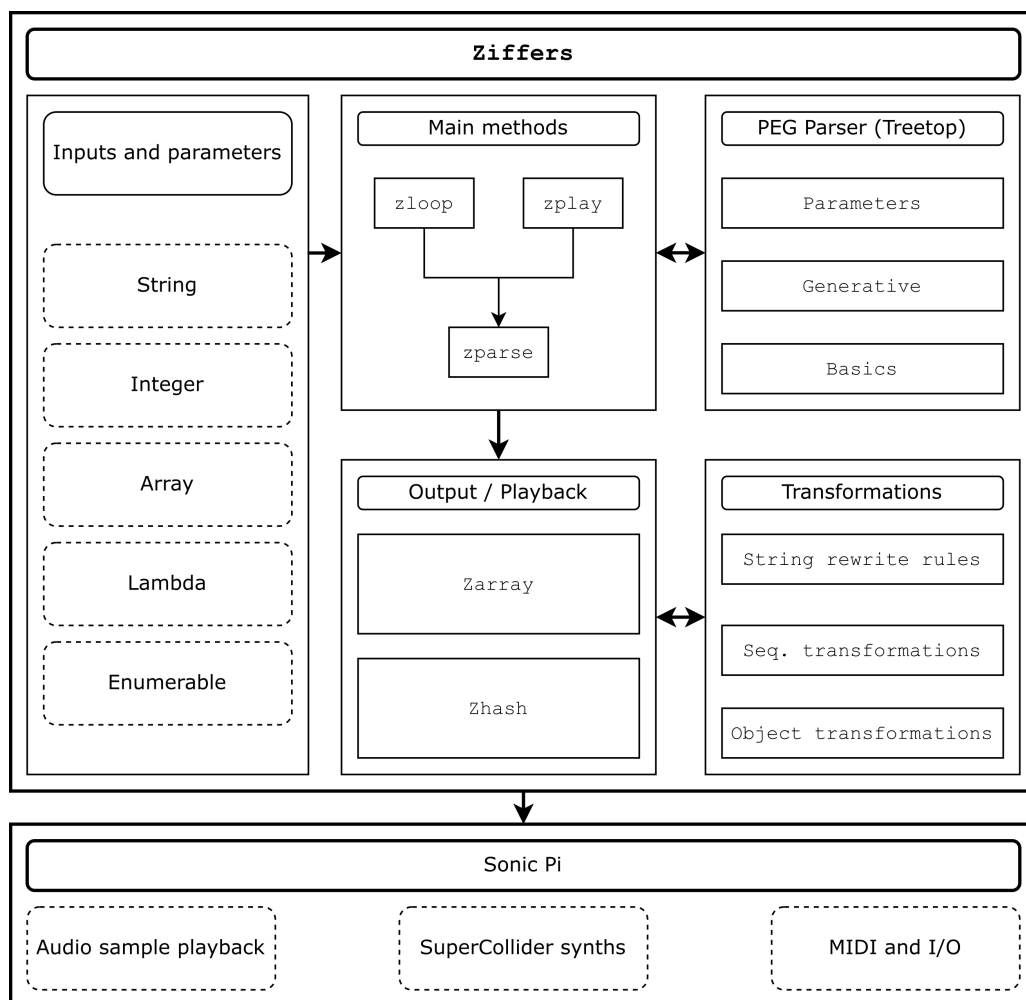 Ziffers
Inputs and parameters
String
Integer
Array
Lambda
Enumerable
Main methods
zloop
zplay
zparse
PEG Parser (Treetop)
Parameters
Generative
Basics
Output / Playback
Zarray
Zhash
Transformations
String rewrite rules
Seq. transformations
Object transformations
Sonic Pi
Audio sample playback
SuperCollider synths
MIDI and I/O